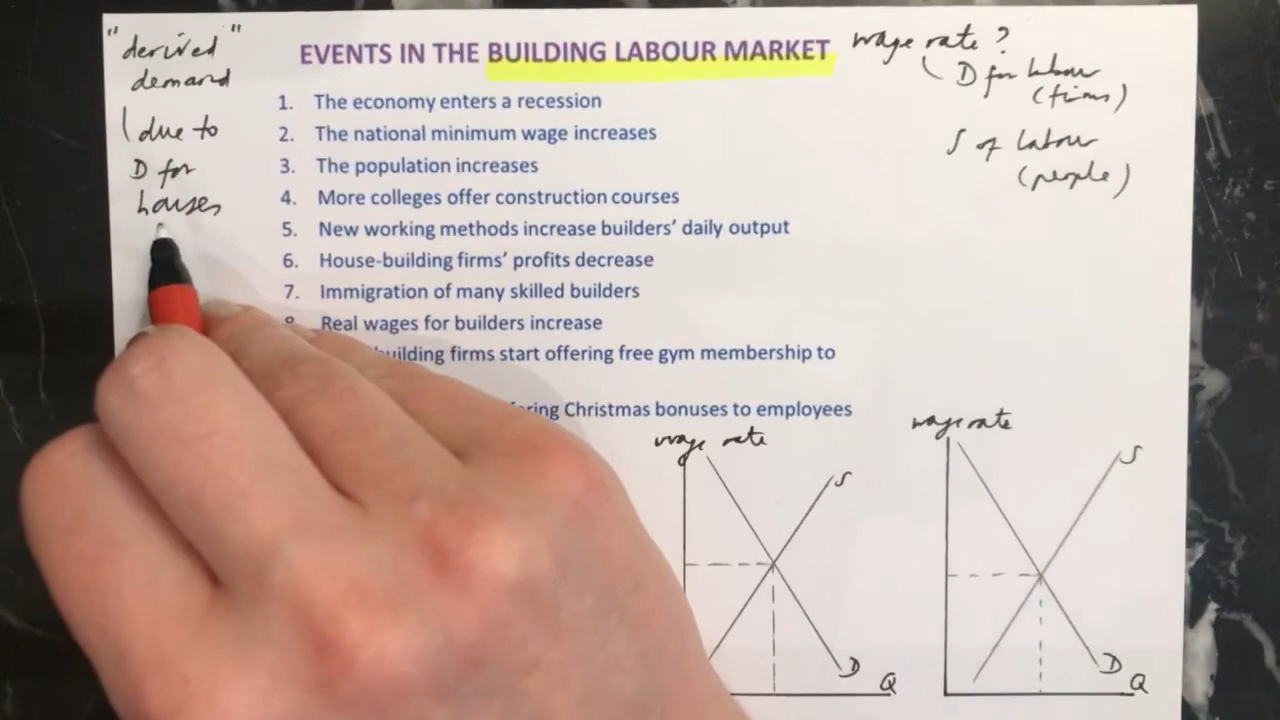 "derived"
demand
due to
D for
houses
EVENTS IN THE BUILDING LABOUR MARKET
wage rate ?
D for labour
(firms)
S of labour
(people)
1. The economy enters a recession
2. The national minimum wage increases
3. The population increases
4. More colleges offer construction courses
5. New working methods increase builders' daily output
6. House-building firms' profits decrease
7. Immigration of many skilled builders
Real wages for builders increase
building firms start offering free gym membership to
Christmas bonuses to employees
wage rate
S
D
Q
wage rate
S
D
Q